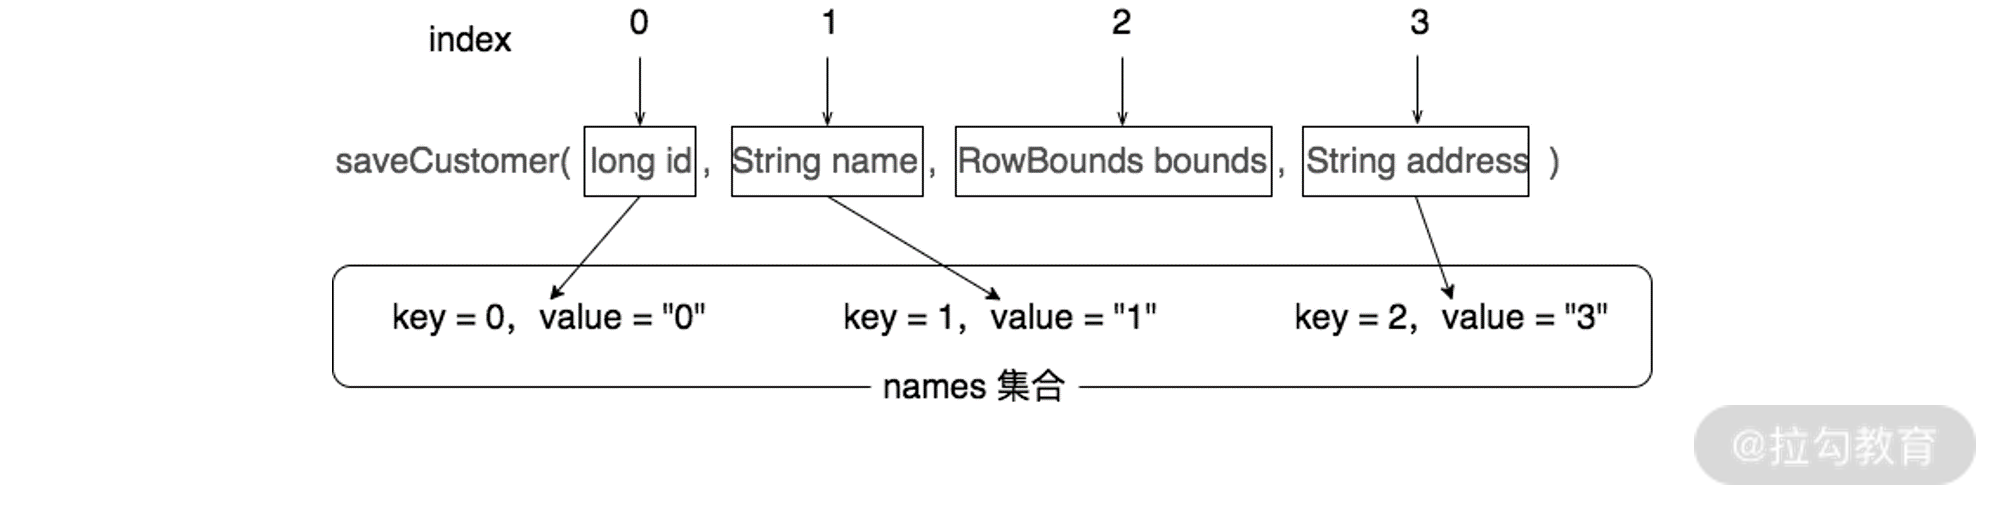 index 0 1 2 3
saveCustomer( long id , String name , RowBounds bounds , String address )
key = 0, value = "0" key = 1, value = "1" key = 2, value = "3"
names 集合
@拉勾教育